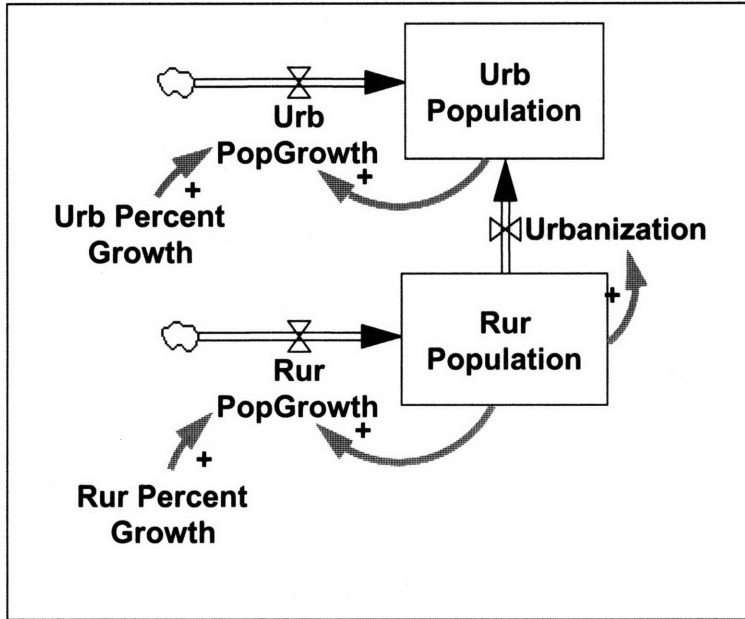 Urb
Population
Urb
PopGrowth
+
+
Urb Percent
Growth
Urbanization
+
Rur
Population
Rur
PopGrowth
+
+
Rur Percent
Growth